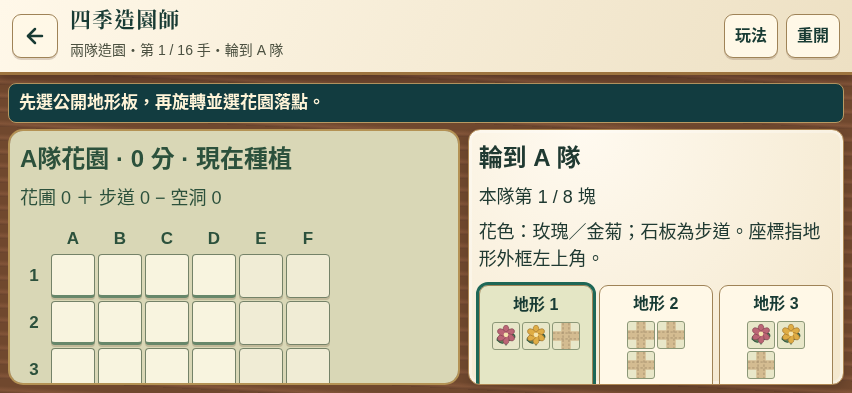 四季造園師
兩隊造園・第 1 / 16 手・輪到 A 隊
玩法
重開
先選公開地形板，再旋轉並選花園落點。
A隊花園 · 0 分 · 現在種植
花圃 0 ＋ 步道 0 − 空洞 0
A B C D E F
1
2
3
輪到 A 隊
本隊第 1 / 8 塊
花色：玫瑰／金菊；石板為步道。座標指地
形外框左上角。
地形 1
地形 2
地形 3